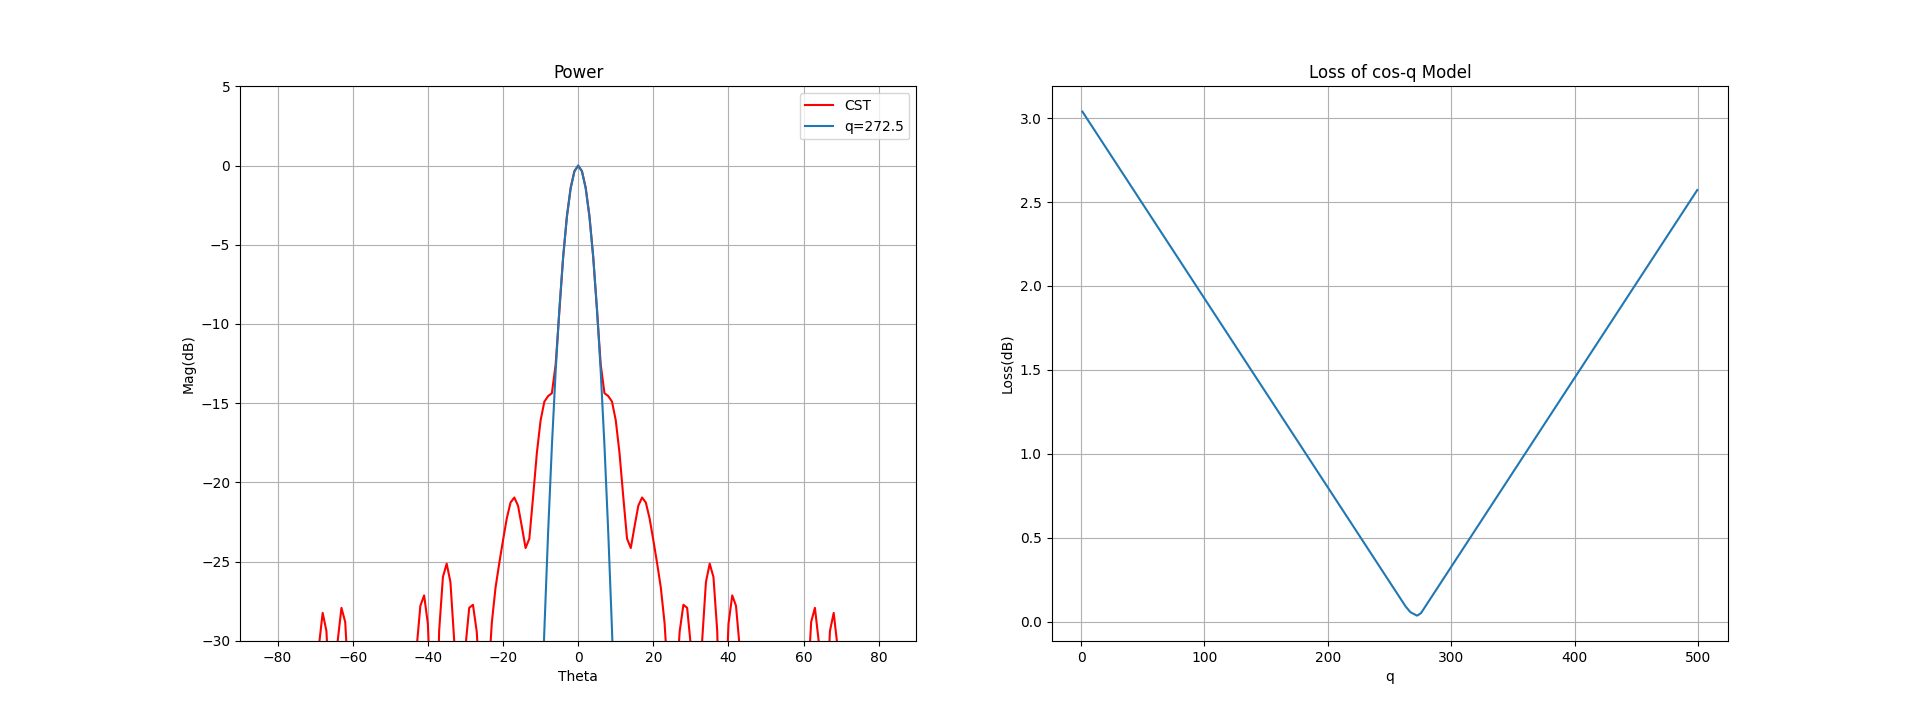 Power
5
0
−5
−10
−15
−20
−25
−30
Mag(dB)
CST
q=272.5
−80 −60 −40 −20 0 20 40 60 80
Theta
Loss of cos-q Model
3.0
2.5
2.0
1.5
1.0
0.5
0.0
Loss(dB)
0 100 200 300 400 500
q